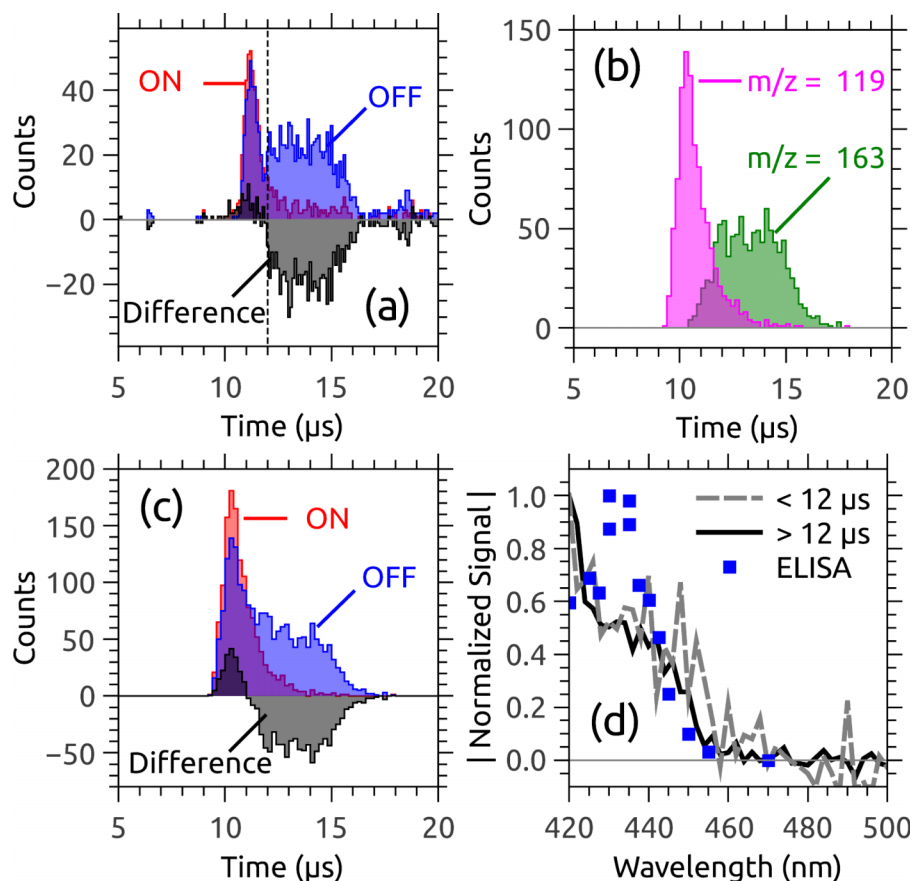 ON
OFF
Difference
(a)
Counts
40
20
0
−20
5
10
15
20
Time (µs)
(b)
m/z = 119
m/z = 163
Counts
150
100
50
0
5
10
15
20
Time (µs)
(c)
ON
OFF
Difference
Counts
200
150
100
50
0
−50
5
10
15
20
Time (µs)
< 12 µs
> 12 µs
ELISA
(d)
| Normalized Signal |
1.0
0.8
0.6
0.4
0.2
0.0
420
440
460
480
500
Wavelength (nm)